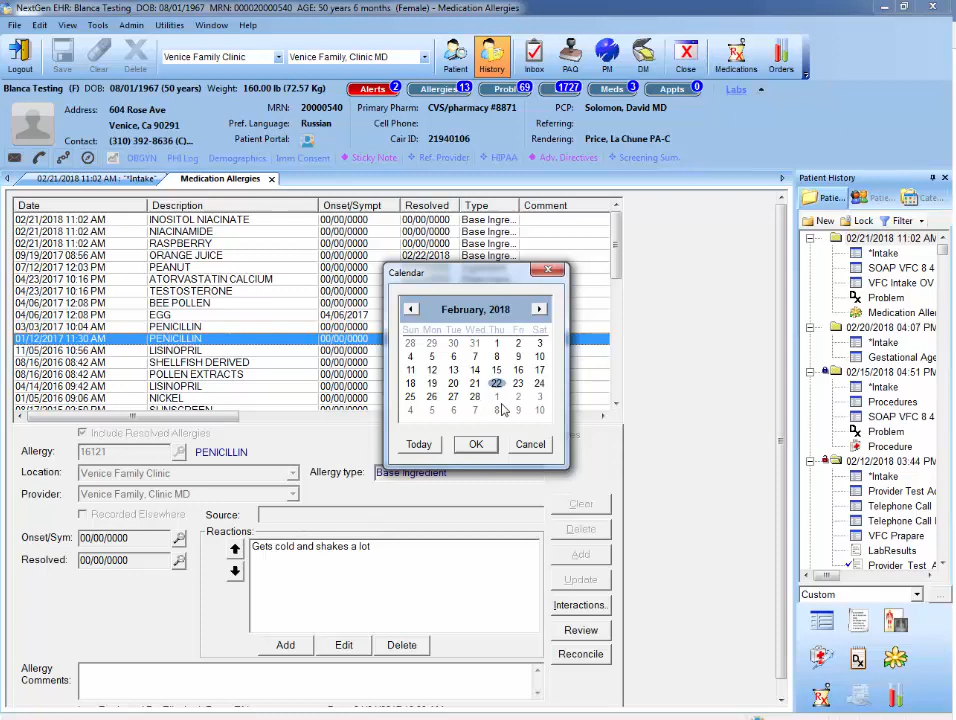 NextGen EHR: Blanca Testing DOB: 08/01/1967 MRN: 000020000540 AGE: 50 years 6 months (Female) - Medication Allergies
File Edit View Tools Admin Utilities Window Help
Venice Family Clinic Venice Family Clinic, MD
Logout Save Clear Delete Patient History Inbox PAQ PM DM Close Medications Orders
Blanca Testing (F) DOB: 08/01/1967 (50 years) Weight: 160.00 lb (72.57 Kg) Alerts 2 Allergies 13 Probl 69 1727 Meds 3 Appts 0 Labs
Address: 604 Rose Ave MRN: 20000540 Primary Pharm: CVS/pharmacy #8871 PCP: Solomon, David MD
Venice, Ca 90291 Pref. Language: Russian Cell Phone: Referring:
Contact: (310) 392-8636 (C... Patient Portal: Cair ID: 21940106 Rendering: Price, La Chune PA-C
OBGYN PHI Log Demographics Imm Consent Sticky Note Ref. Provider HIPAA Adv. Directives Screening Sum.
02/21/2018 11:02 AM : "*Intake" Medication Allergies
Date Description Onset/Sympt Resolved Type Comment
02/21/2018 11:02 AM INOSITOL NIACINATE 00/00/0000 00/00/0000 Base Ingre...
02/21/2018 11:02 AM NIACINAMIDE 00/00/0000 00/00/0000 Base Ingre...
02/21/2018 11:02 AM RASPBERRY 00/00/0000 00/00/0000 Base Ingre...
09/19/2017 08:56 AM ORANGE JUICE 00/00/0000 02/22/2018 Base Ingre...
07/12/2017 12:03 PM PEANUT 00/00/0000
04/23/2017 10:16 PM ATORVASTATIN CALCIUM 00/00/0000
04/23/2017 10:16 PM TESTOSTERONE 00/00/0000
04/06/2017 12:08 PM BEE POLLEN 00/00/0000
04/06/2017 12:08 PM EGG 04/06/2017
03/03/2017 10:04 AM PENICILLIN 00/00/0000
01/12/2017 11:30 AM PENICILLIN 00/00/0000
11/05/2016 10:56 AM LISINOPRIL 00/00/0000
08/16/2016 08:42 AM SHELLFISH DERIVED 00/00/0000
08/16/2016 08:42 AM POLLEN EXTRACTS 00/00/0000
04/14/2016 09:42 AM LISINOPRIL 00/00/0000
01/05/2016 09:06 AM NICKEL 00/00/0000
Calendar
February, 2018
Sun Mon Tue Wed Thu Fri Sat
28 29 30 31 1 2 3
4 5 6 7 8 9 10
11 12 13 14 15 16 17
18 19 20 21 22 23 24
25 26 27 28 1 2 3
4 5 6 7 8 9 10
Today OK Cancel
Include Resolved Allergies
Allergy: 16121 PENICILLIN
Location: Venice Family Clinic Allergy type: Base Ingredient
Provider: Venice Family, Clinic MD
Recorded Elsewhere Source:
Onset/Sym: 00/00/0000 Reactions:
Resolved: 00/00/0000 Gets cold and shakes a lot
Add Edit Delete
Allergy Comments:
Clear
Delete
Add
Update
Interactions..
Review
Reconcile
Patient History
Patie... Patie... Cate...
New Lock Filter
02/21/2018 11:02 AM
*Intake
SOAP VFC 8 4
VFC Intake OV
Problem
Medication Aller
02/20/2018 04:07 PM
*Intake
Gestational Age
02/15/2018 04:51 PM
*Intake
Procedures
SOAP VFC 8 4
Problem
Procedure
02/12/2018 03:44 PM
*Intake
Provider Test A
Telephone Call
Telephone Call
VFC Prapare
LabResults
Provider Test A
Custom